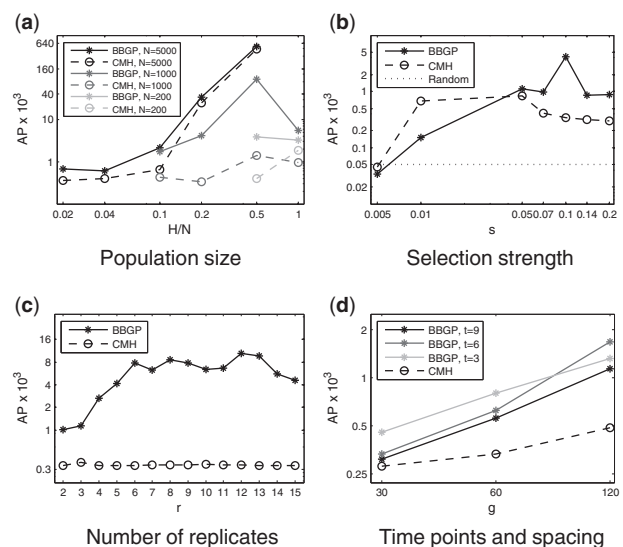 (a)
AP x 10³
640
160
40
10
1
BBGP, N=5000
CMH, N=5000
BBGP, N=1000
CMH, N=1000
BBGP, N=200
CMH, N=200
0.02 0.04 0.1 0.2 0.5 1
H/N
Population size
(b)
AP x 10³
5
2
1
0.5
0.2
0.1
0.05
0.02
BBGP
CMH
Random
0.005 0.01 0.05 0.07 0.1 0.14 0.2
s
Selection strength
(c)
AP x 10³
16
8
4
1
0.3
BBGP
CMH
2 3 4 5 6 7 8 9 10 11 12 13 14 15
r
Number of replicates
(d)
AP x 10³
2
1
0.5
0.25
BBGP, t=9
BBGP, t=6
BBGP, t=3
CMH
30 60 120
g
Time points and spacing